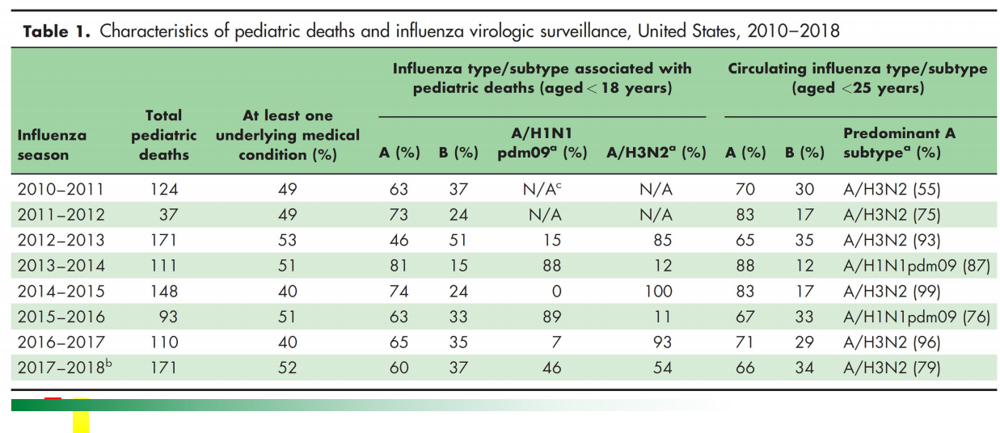 Table 1. Characteristics of pediatric deaths and influenza virologic surveillance, United States, 2010–2018
Influenza season
Total pediatric deaths
At least one underlying medical condition (%)
Influenza type/subtype associated with pediatric deaths (aged <18 years)
Circulating influenza type/subtype (aged <25 years)
A (%) B (%) A/H1N1 pdm09ᵃ (%) A/H3N2ᵃ (%) A (%) B (%) Predominant A subtypeᵃ (%)
2010–2011 124 49 63 37 N/Aᶜ N/A 70 30 A/H3N2 (55)
2011–2012 37 49 73 24 N/A N/A 83 17 A/H3N2 (75)
2012–2013 171 53 46 51 15 85 65 35 A/H3N2 (93)
2013–2014 111 51 81 15 88 12 88 12 A/H1N1pdm09 (87)
2014–2015 148 40 74 24 0 100 83 17 A/H3N2 (99)
2015–2016 93 51 63 33 89 11 67 33 A/H1N1pdm09 (76)
2016–2017 110 40 65 35 7 93 71 29 A/H3N2 (96)
2017–2018ᵇ 171 52 60 37 46 54 66 34 A/H3N2 (79)